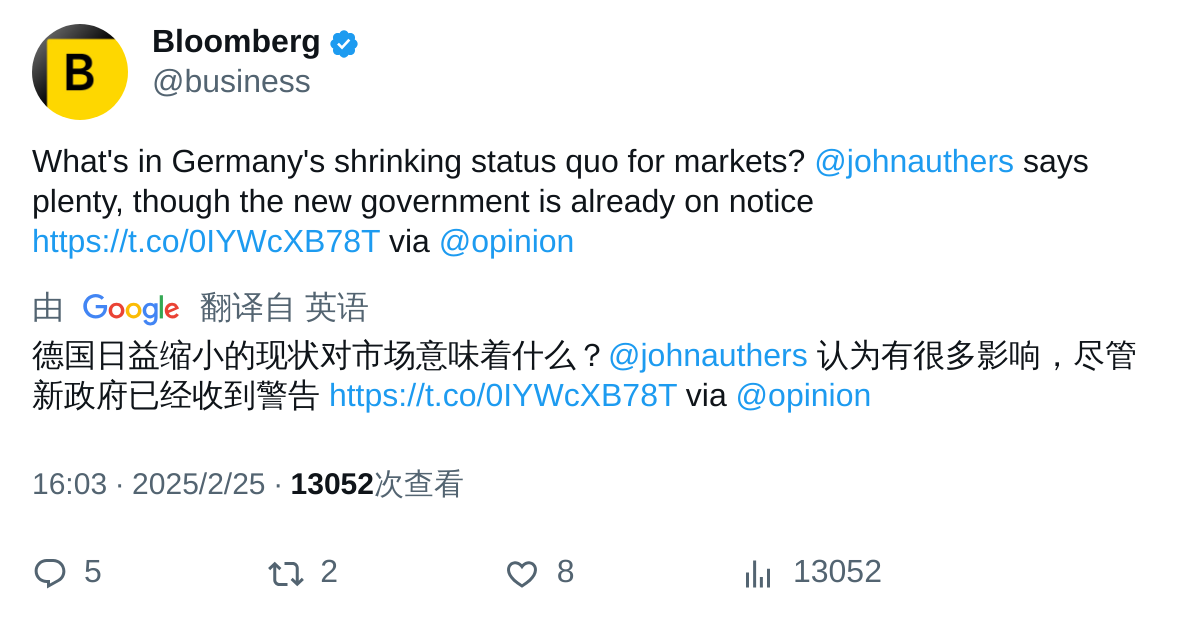 B
Bloomberg
@business
What's in Germany's shrinking status quo for markets? @johnauthers says
plenty, though the new government is already on notice
https://t.co/0IYWcXB78T via @opinion
由 Google 翻译自 英语
德国日益缩小的现状对市场意味着什么？@johnauthers 认为有很多影响，尽管
新政府已经收到警告 https://t.co/0IYWcXB78T via @opinion
16:03 · 2025/2/25 · 13052次查看
5 2 8 13052